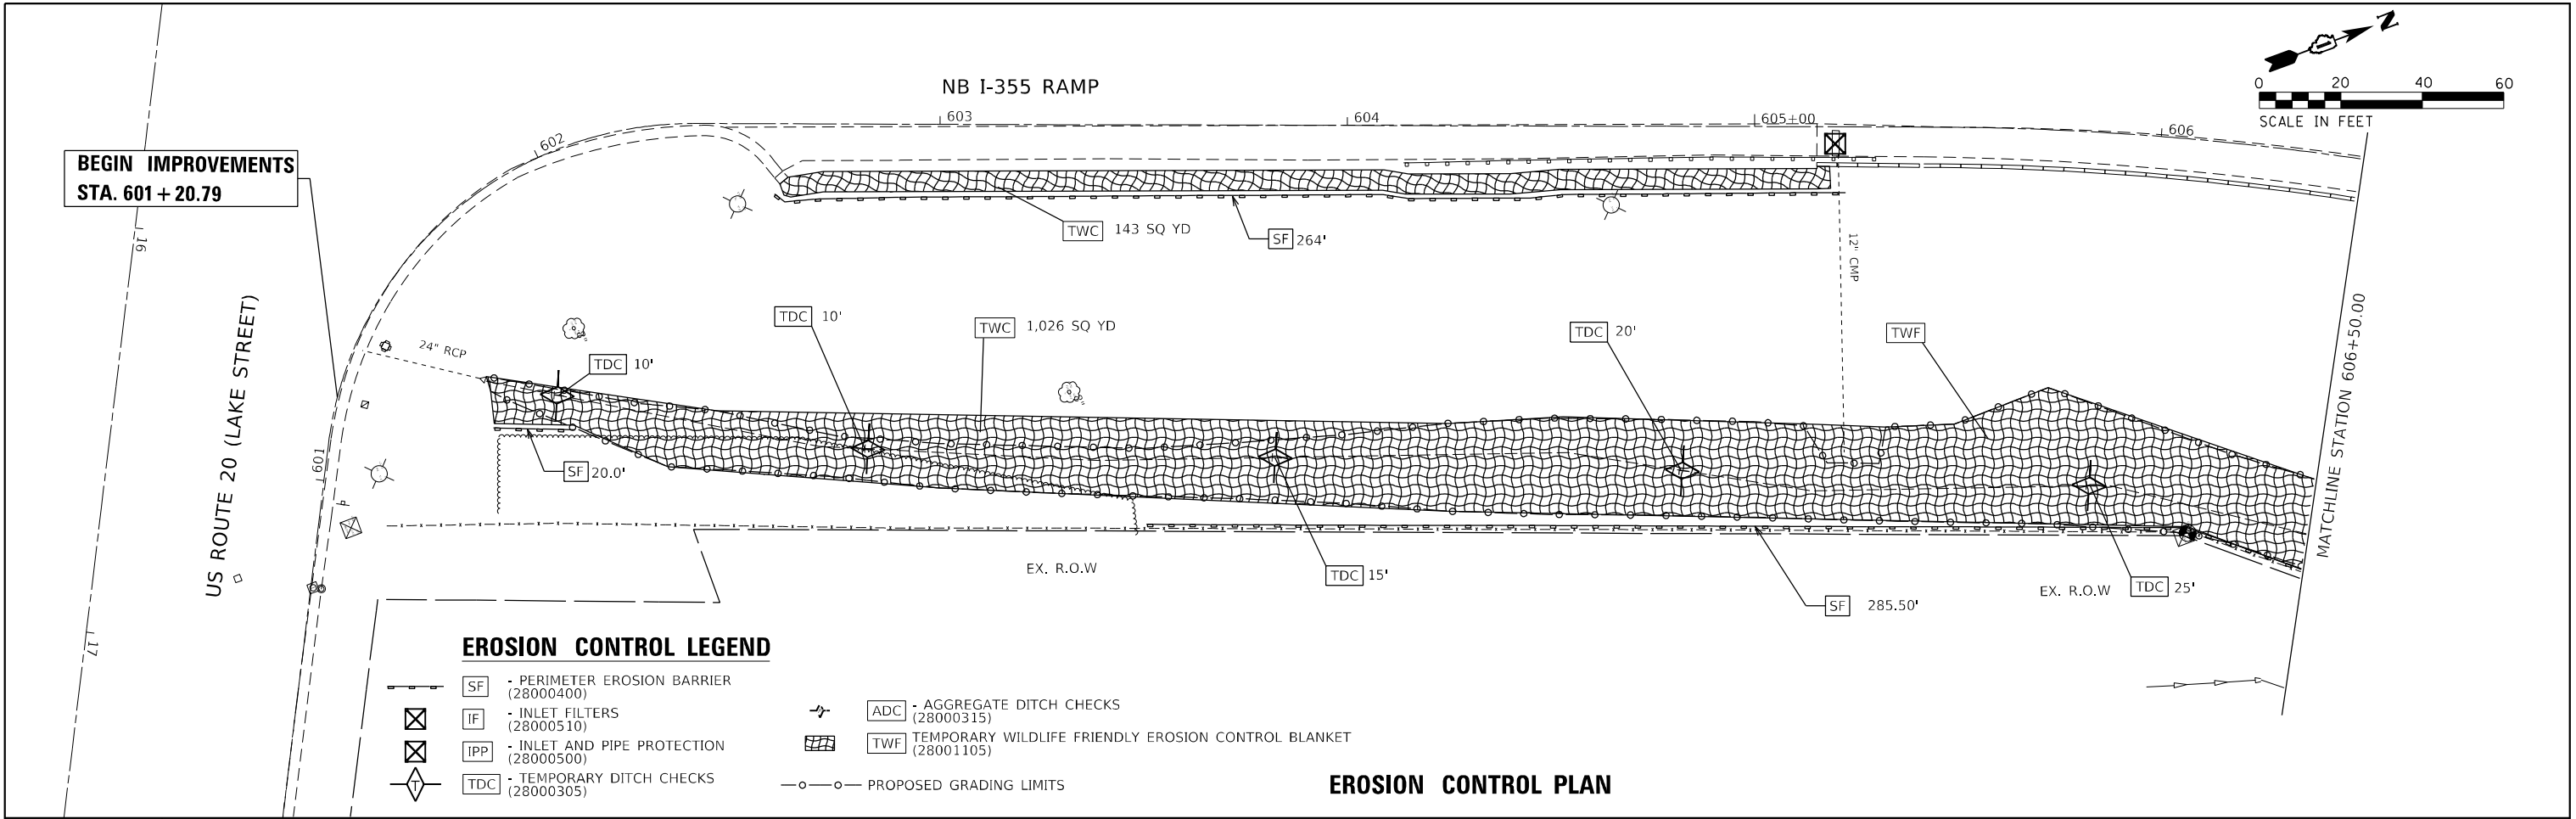 NB I-355 RAMP
N
0 20 40 60
SCALE IN FEET
602
603
604
605+00
606
BEGIN IMPROVEMENTS
STA. 601 + 20.79
16
TWC 143 SQ YD
SF 264'
12" CMP
TDC 10'
TWC 1,026 SQ YD
TDC 20'
TWF
24" RCP
TDC 10'
8"
8"
US ROUTE 20 (LAKE STREET)
601
SF 20.0'
MATCHLINE STATION 606+50.00
EX. R.O.W
TDC 15'
SF 285.50'
EX. R.O.W
TDC 25'
17
EROSION CONTROL LEGEND
SF - PERIMETER EROSION BARRIER
(28000400)
IF - INLET FILTERS
(28000510)
IPP - INLET AND PIPE PROTECTION
(28000500)
T TDC - TEMPORARY DITCH CHECKS
(28000305)
ADC - AGGREGATE DITCH CHECKS
(28000315)
TWF TEMPORARY WILDLIFE FRIENDLY EROSION CONTROL BLANKET
(28001105)
PROPOSED GRADING LIMITS
EROSION CONTROL PLAN